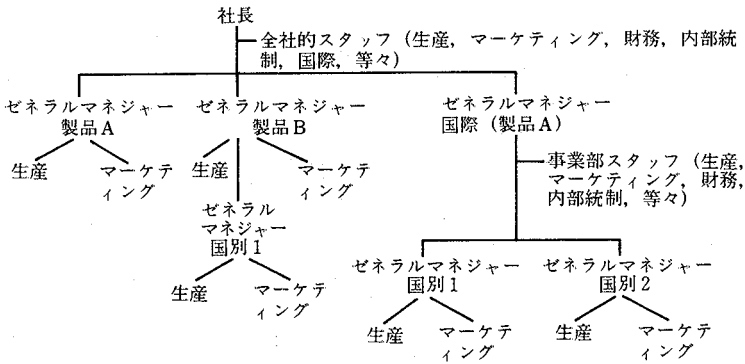 社長
全社的スタッフ（生産，マーケティング，財務，内部統
制，国際，等々）
ゼネラルマネジャー
製品A
ゼネラルマネジャー
製品B
ゼネラルマネジャー
国際（製品A）
生産
マーケテ
ィング
生産
マーケテ
ィング
事業部スタッフ（生産，
マーケティング，財務，
内部統制，等々）
ゼネラル
マネジャー
国別1
生産
マーケテ
ィング
ゼネラルマネジャー
国別1
ゼネラルマネジャー
国別2
生産
マーケテ
ィング
生産
マーケテ
ィング